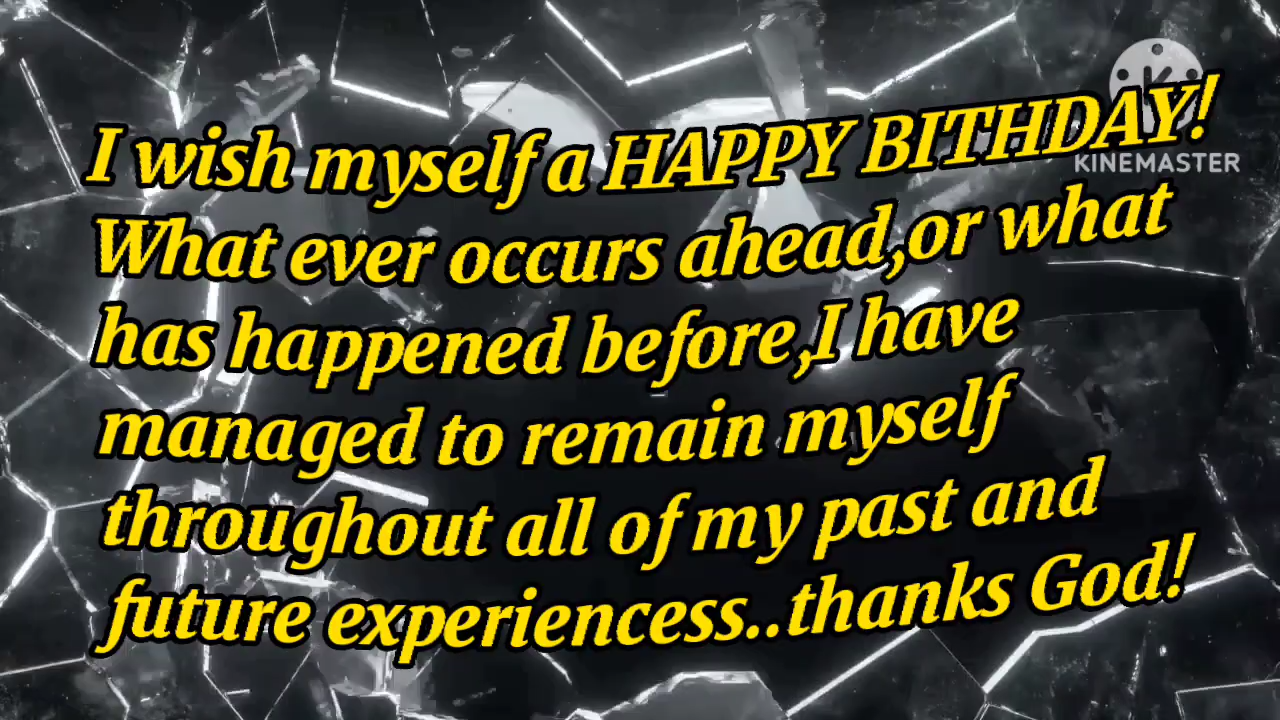 I wish myself a HAPPY BITHDAY!
KINEMASTER
What ever occurs ahead,or what
has happened before,I have
managed to remain myself
throughout all of my past and
future experiencess..thanks God!